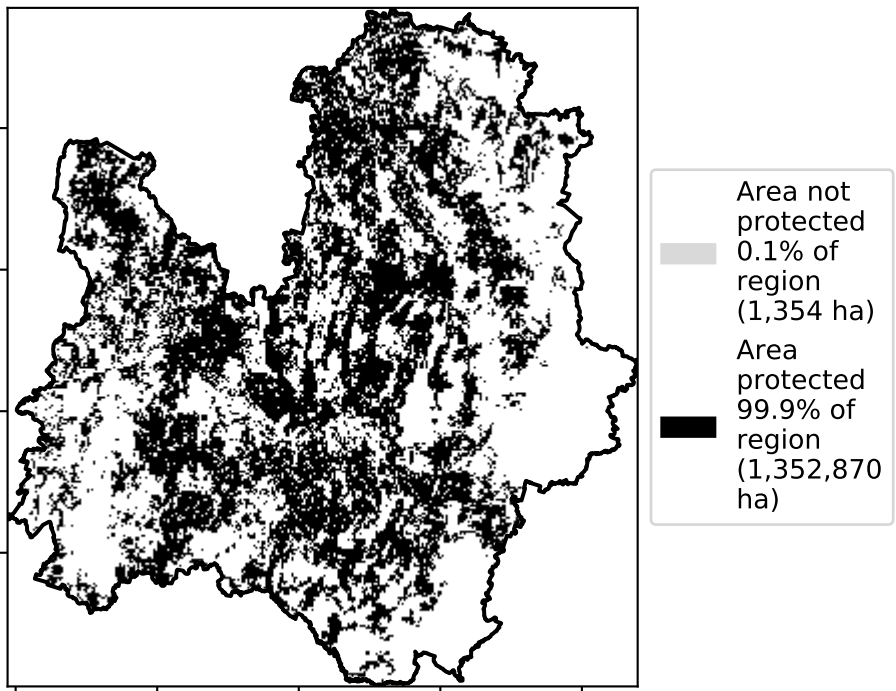 Area not
protected
0.1% of
region
(1,354 ha)
Area
protected
99.9% of
region
(1,352,870
ha)